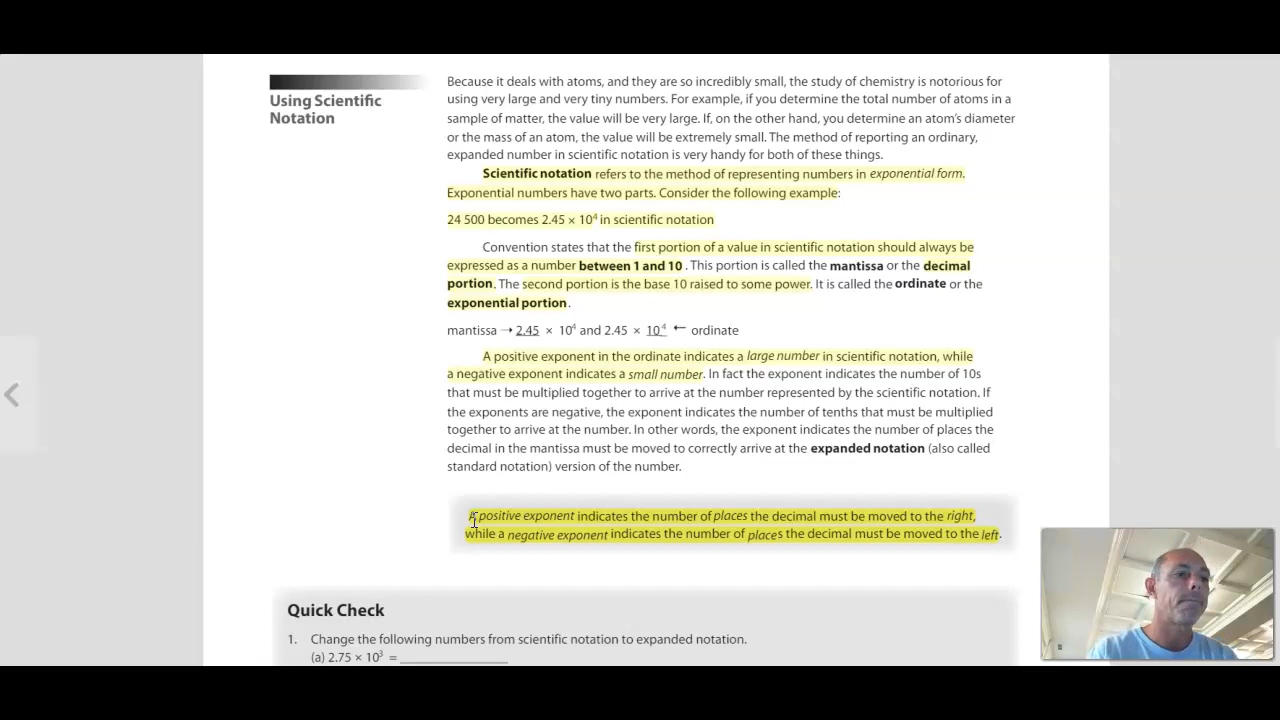 Using Scientific
Notation
Because it deals with atoms, and they are so incredibly small, the study of chemistry is notorious for
using very large and very tiny numbers. For example, if you determine the total number of atoms in a
sample of matter, the value will be very large. If, on the other hand, you determine an atom's diameter
or the mass of an atom, the value will be extremely small. The method of reporting an ordinary,
expanded number in scientific notation is very handy for both of these things.
Scientific notation refers to the method of representing numbers in exponential form.
Exponential numbers have two parts. Consider the following example:
24 500 becomes 2.45 × 10⁴ in scientific notation
Convention states that the first portion of a value in scientific notation should always be
expressed as a number between 1 and 10 . This portion is called the mantissa or the decimal
portion. The second portion is the base 10 raised to some power. It is called the ordinate or the
exponential portion.
mantissa → 2.45 × 10⁴ and 2.45 × 10⁴ ← ordinate
A positive exponent in the ordinate indicates a large number in scientific notation, while
a negative exponent indicates a small number. In fact the exponent indicates the number of 10s
that must be multiplied together to arrive at the number represented by the scientific notation. If
the exponents are negative, the exponent indicates the number of tenths that must be multiplied
together to arrive at the number. In other words, the exponent indicates the number of places the
decimal in the mantissa must be moved to correctly arrive at the expanded notation (also called
standard notation) version of the number.
A positive exponent indicates the number of places the decimal must be moved to the right,
while a negative exponent indicates the number of places the decimal must be moved to the left.
Quick Check
1. Change the following numbers from scientific notation to expanded notation.
(a) 2.75 × 10³ = ____________________